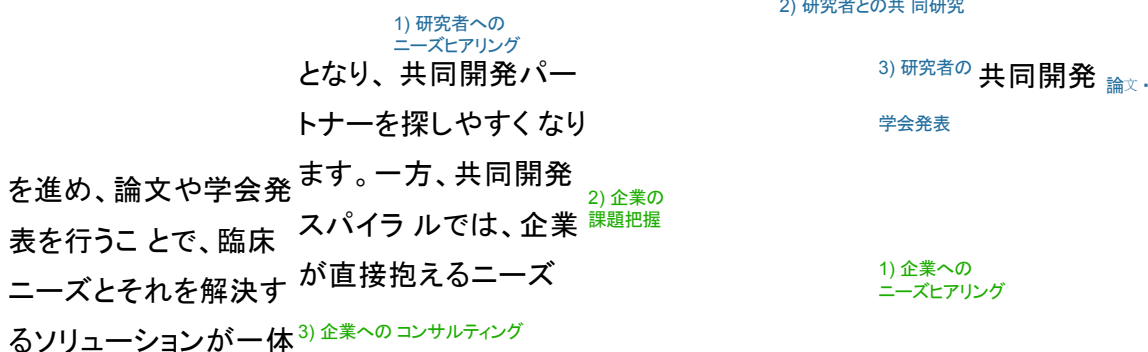 2) 研究者との共 同研究
1) 研究者への
ニーズヒアリング
となり、 共同開発パー
トナーを探しやすく なり
ます。一方、共同開発
スパイラ ルでは、企業
が直接抱えるニーズ
3) 研究者の 共同開発 論文・
学会発表
を進め、論文や学会発
表を行うこ とで、臨床
ニーズとそれを解決す
るソリューションが一体
2) 企業の
課題把握
1) 企業への
ニーズヒアリング
3) 企業への コンサルティング